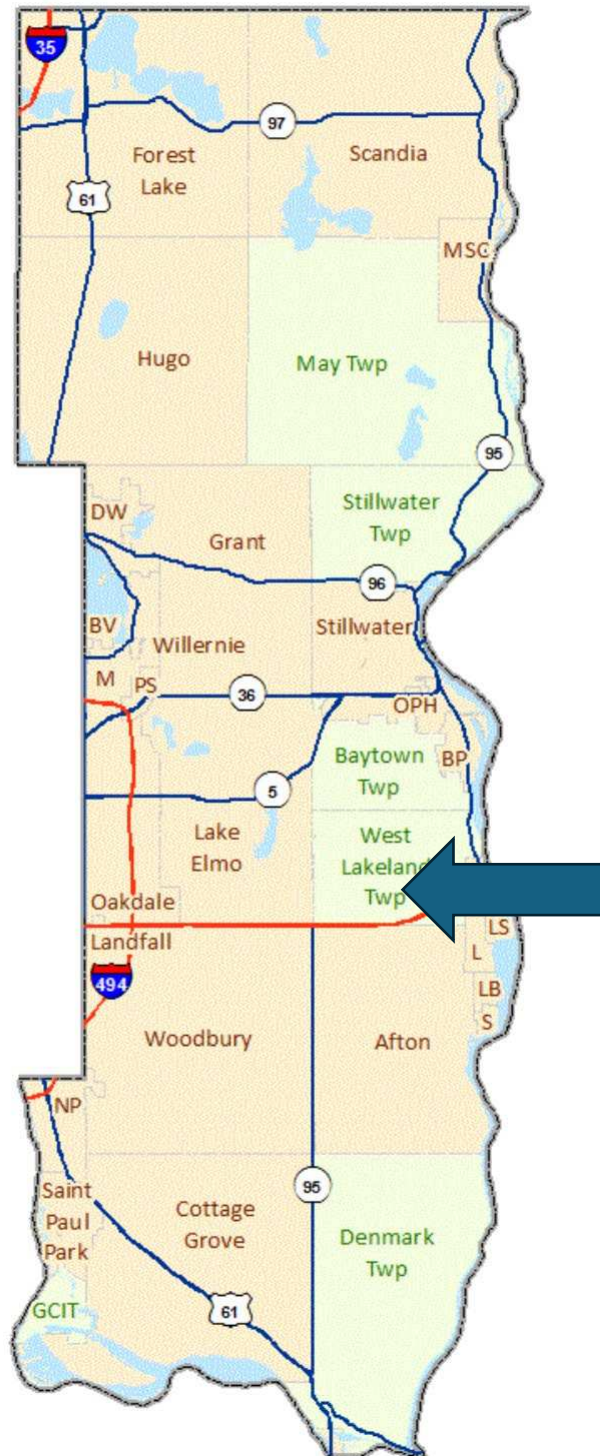 35
97
Forest
Lake
Scandia
61
MSC
Hugo
May Twp
95
Stillwater
Twp
DW
Grant
96
BV
Willernie
Stillwater
M
PS
36
OPH
Baytown
Twp
BP
5
West
Lakeland
Twp
Lake
Elmo
Oakdale
LS
Landfall
L
494
LB
S
Woodbury
Afton
NP
95
Saint
Paul
Park
Cottage
Grove
Denmark
Twp
GCIT
61